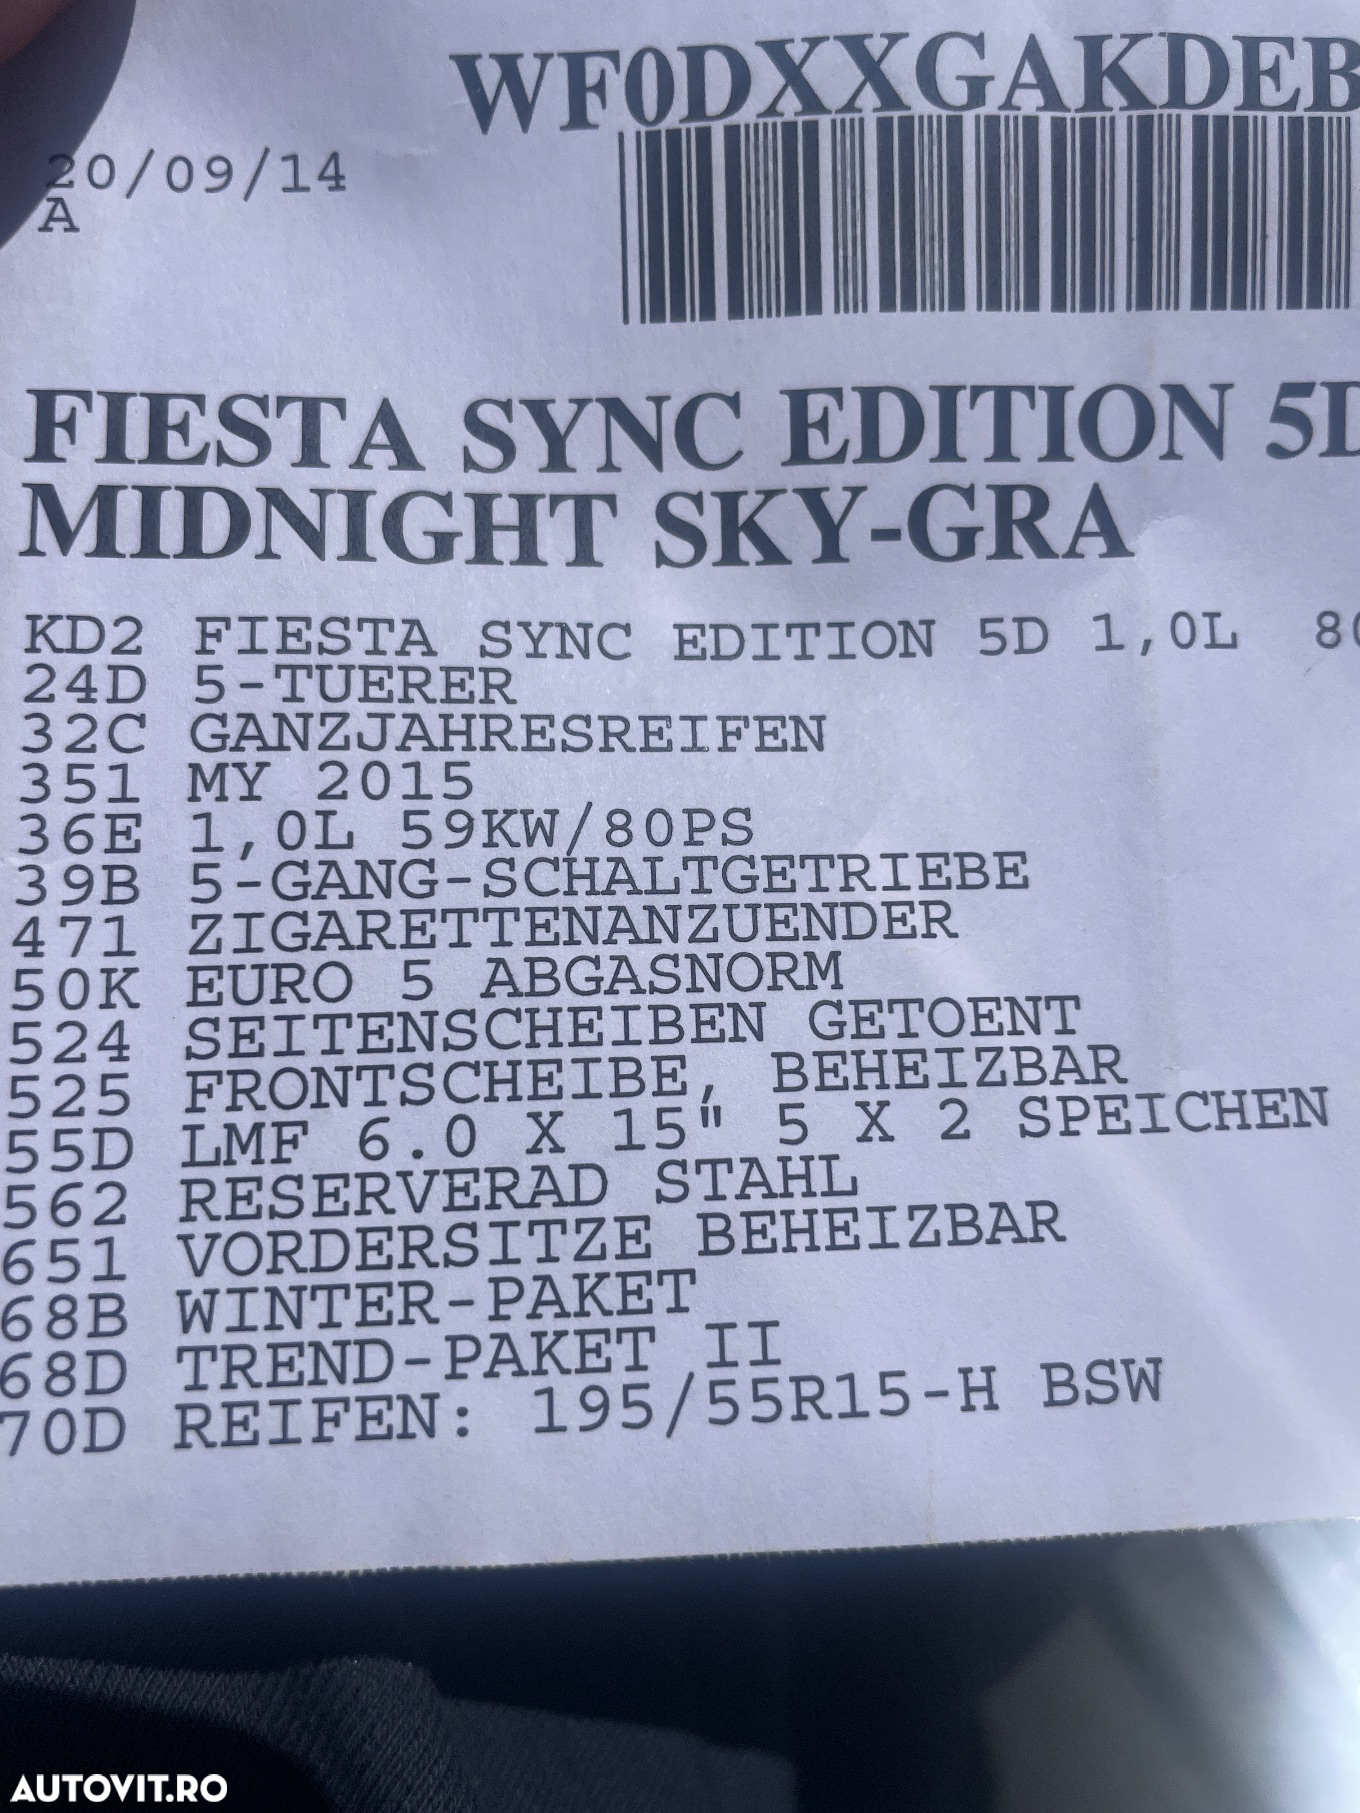 WF0DXXGAKDEB
20/09/14
A
FIESTA SYNC EDITION 5D
MIDNIGHT SKY-GRA
KD2 FIESTA SYNC EDITION 5D 1,0L 80
24D 5-TUERER
32C GANZJAHRESREIFEN
351 MY 2015
36E 1,0L 59KW/80PS
39B 5-GANG-SCHALTGETRIEBE
471 ZIGARETTENANZUENDER
50K EURO 5 ABGASNORM
524 SEITENSCHEIBEN GETOENT
525 FRONTSCHEIBE, BEHEIZBAR
55D LMF 6.0 X 15" 5 X 2 SPEICHEN
562 RESERVERAD STAHL
651 VORDERSITZE BEHEIZBAR
68B WINTER-PAKET
68D TREND-PAKET II
70D REIFEN: 195/55R15-H BSW
AUTOVIT.RO